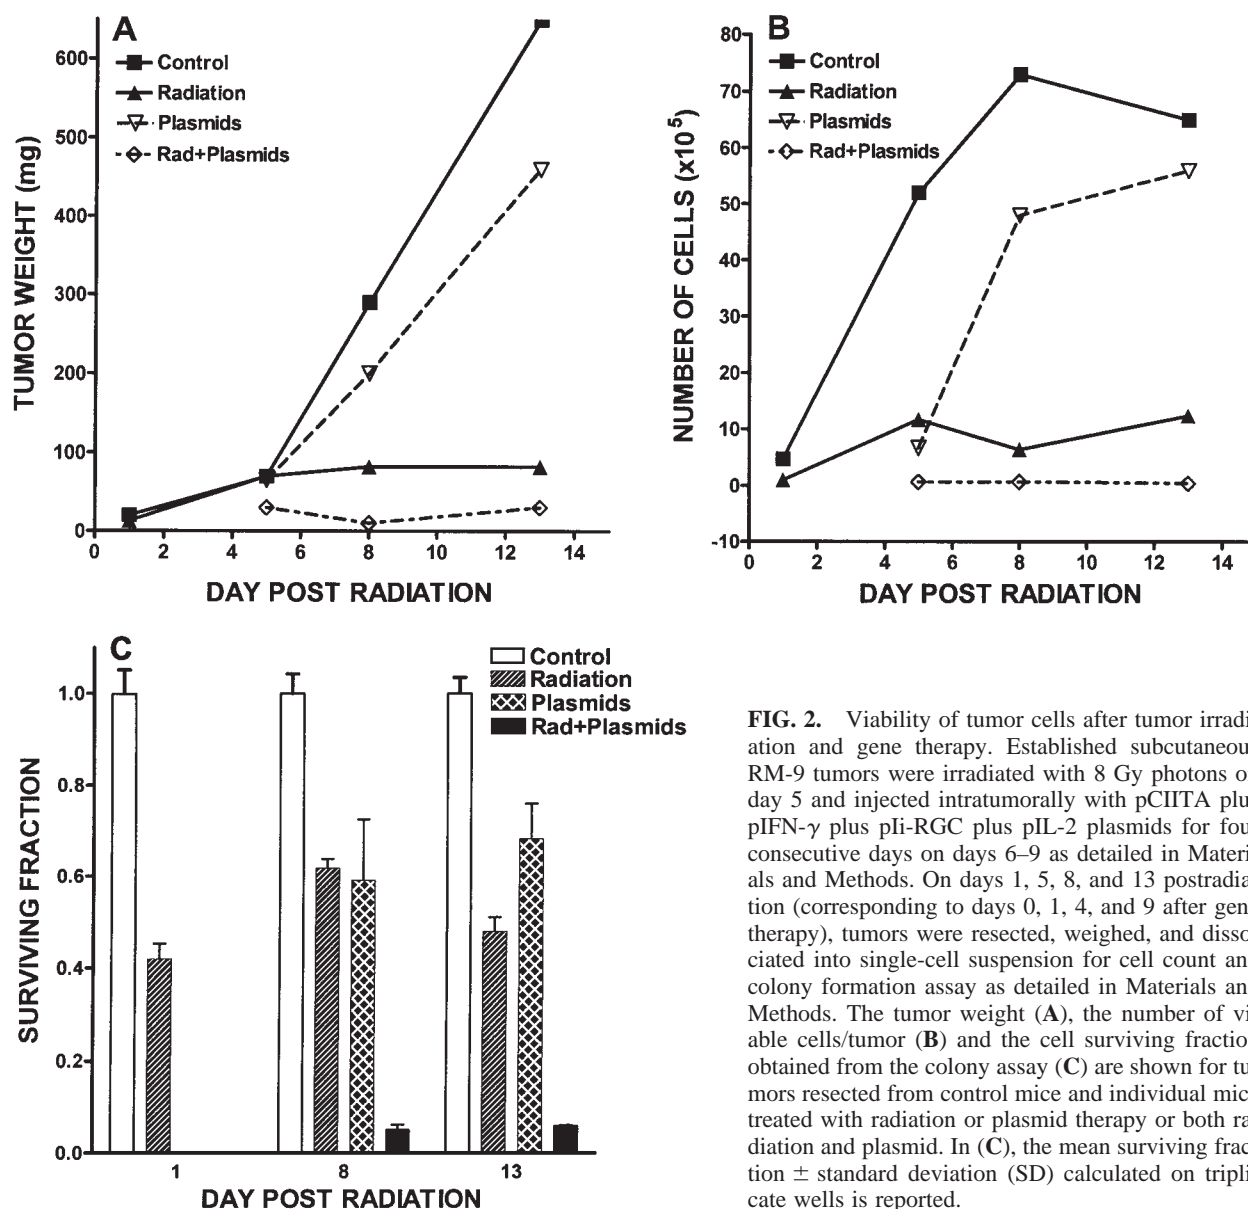 A
Control
Radiation
Plasmids
Rad+Plasmids
TUMOR WEIGHT (mg)
600
500
400
300
200
100
0
0 2 4 6 8 10 12 14
DAY POST RADIATION
B
Control
Radiation
Plasmids
Rad+Plasmids
NUMBER OF CELLS (x10⁵)
80
70
60
50
40
30
20
10
0
-10
0 2 4 6 8 10 12 14
DAY POST RADIATION
C
Control
Radiation
Plasmids
Rad+Plasmids
SURVIVING FRACTION
1.0
0.8
0.6
0.4
0.2
0.0
1 8 13
DAY POST RADIATION
FIG. 2. Viability of tumor cells after tumor irradi
ation and gene therapy. Established subcutaneou
RM-9 tumors were irradiated with 8 Gy photons o
day 5 and injected intratumorally with pCIITA plu
pIFN-γ plus pIi-RGC plus pIL-2 plasmids for fou
consecutive days on days 6–9 as detailed in Materi
als and Methods. On days 1, 5, 8, and 13 postradia
tion (corresponding to days 0, 1, 4, and 9 after gen
therapy), tumors were resected, weighed, and disso
ciated into single-cell suspension for cell count an
colony formation assay as detailed in Materials an
Methods. The tumor weight (A), the number of vi
able cells/tumor (B) and the cell surviving fractio
obtained from the colony assay (C) are shown for tu
mors resected from control mice and individual mic
treated with radiation or plasmid therapy or both ra
diation and plasmid. In (C), the mean surviving frac
tion ± standard deviation (SD) calculated on tripli
cate wells is reported.